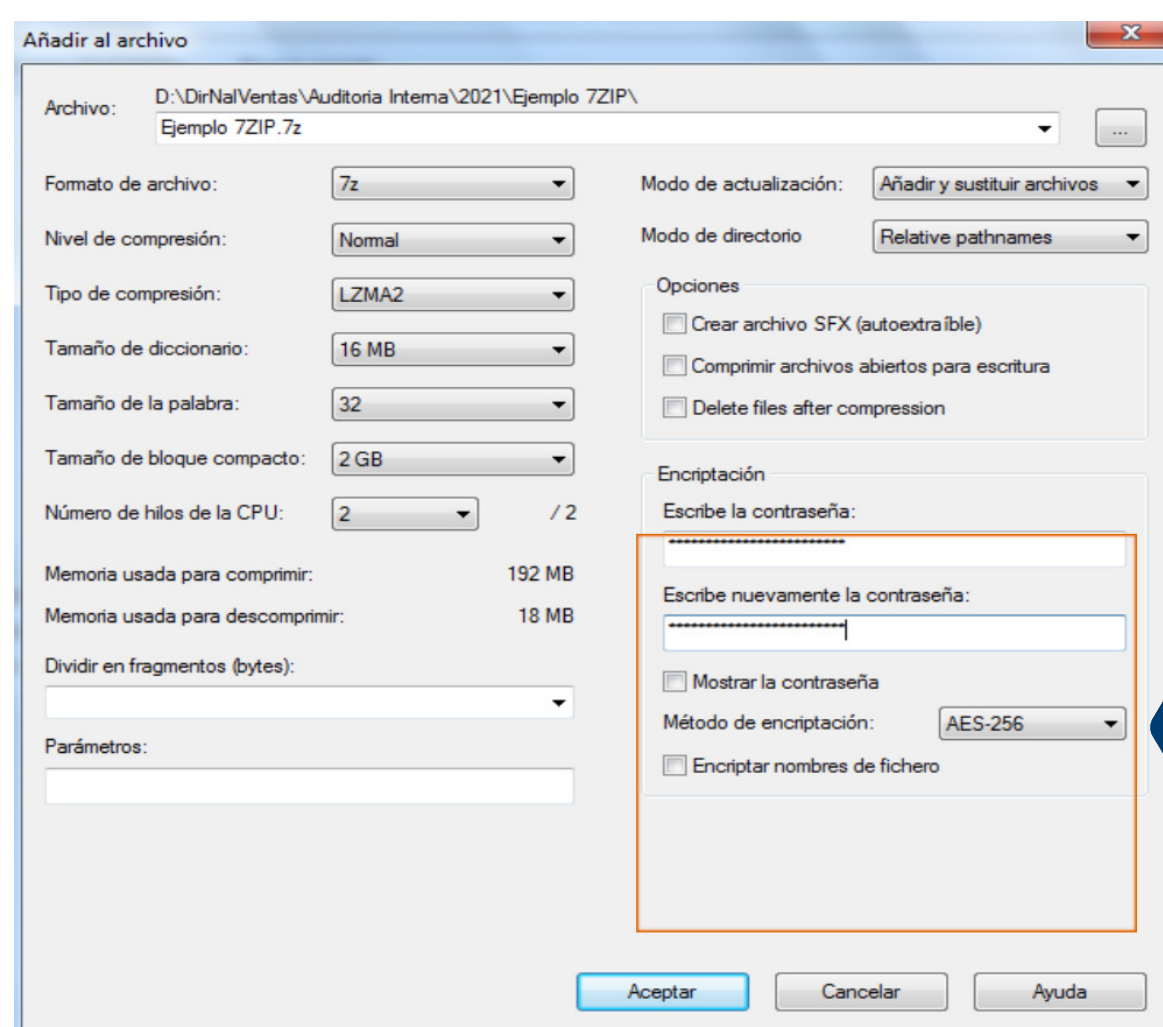 Añadir al archivo
Archivo: D:\DirNalVentas\Auditoria Interna\2021\Ejemplo 7ZIP\
Ejemplo 7ZIP.7z
...
Formato de archivo: 7z
Nivel de compresión: Normal
Tipo de compresión: LZMA2
Tamaño de diccionario: 16 MB
Tamaño de la palabra: 32
Tamaño de bloque compacto: 2 GB
Número de hilos de la CPU: 2 / 2
Memoria usada para comprimir: 192 MB
Memoria usada para descomprimir: 18 MB
Dividir en fragmentos (bytes):
Parámetros:
Modo de actualización: Añadir y sustituir archivos
Modo de directorio Relative pathnames
Opciones
Crear archivo SFX (autoextraíble)
Comprimir archivos abiertos para escritura
Delete files after compression
Encriptación
Escribe la contraseña:
Escribe nuevamente la contraseña:
Mostrar la contraseña
Método de encriptación: AES-256
Encriptar nombres de fichero
Aceptar Cancelar Ayuda